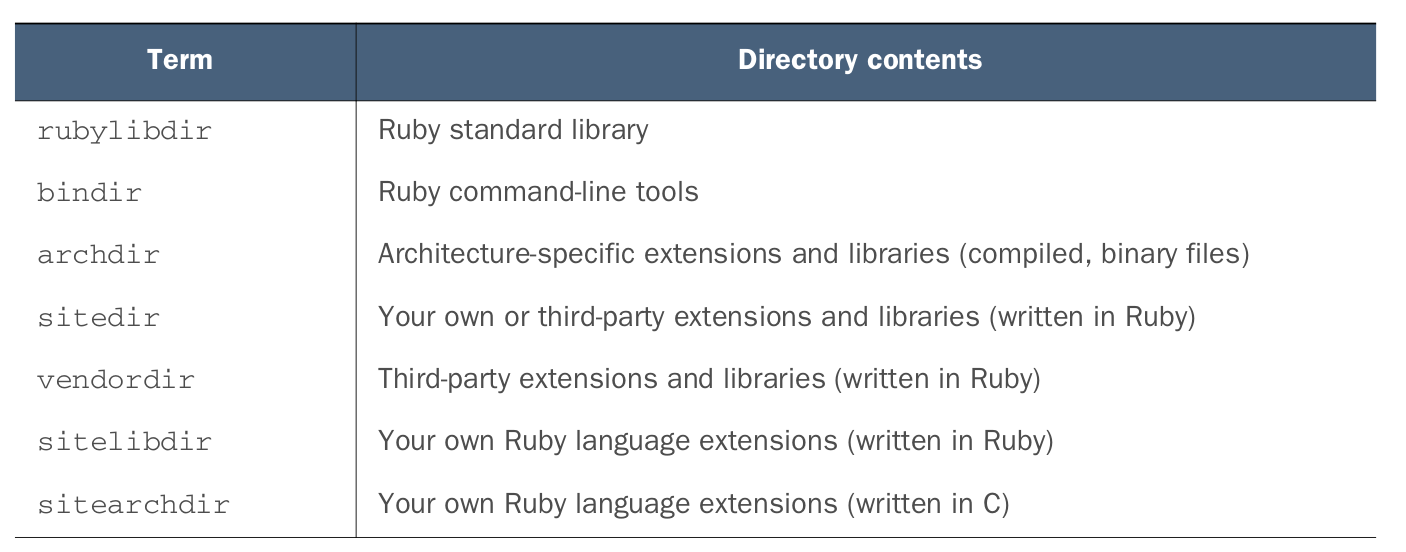 Term Directory contents
rubylibdir Ruby standard library
bindir Ruby command-line tools
archdir Architecture-specific extensions and libraries (compiled, binary files)
sitedir Your own or third-party extensions and libraries (written in Ruby)
vendordir Third-party extensions and libraries (written in Ruby)
sitelibdir Your own Ruby language extensions (written in Ruby)
sitearchdir Your own Ruby language extensions (written in C)